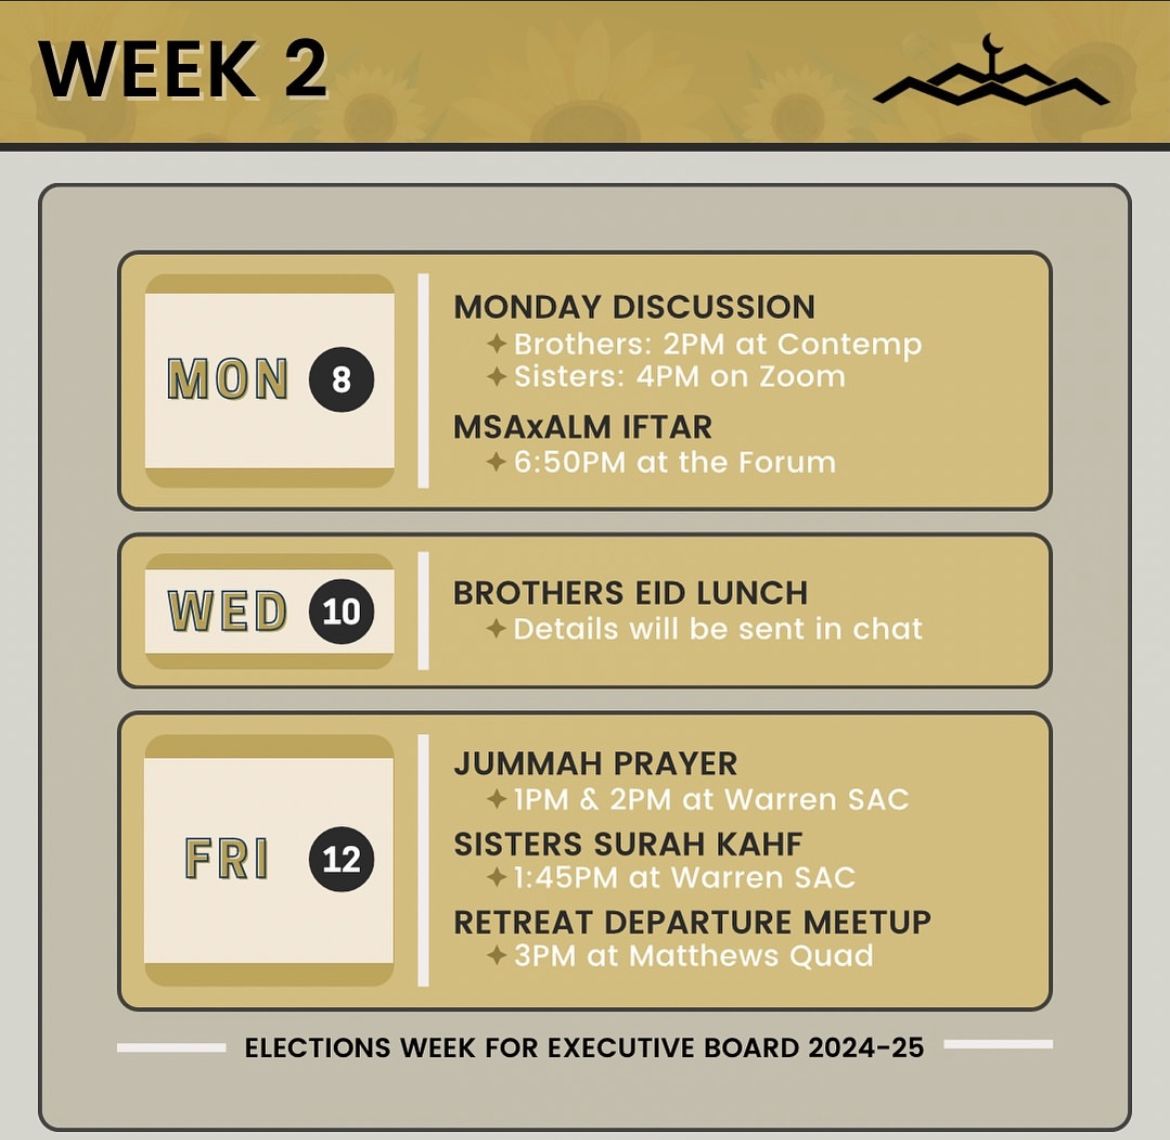 WEEK 2
MON 8
MONDAY DISCUSSION
Brothers: 2PM at Contemp
Sisters: 4PM on Zoom
MSAxALM IFTAR
6:50PM at the Forum
WED 10
BROTHERS EID LUNCH
Details will be sent in chat
FRI 12
JUMMAH PRAYER
1PM & 2PM at Warren SAC
SISTERS SURAH KAHF
1:45PM at Warren SAC
RETREAT DEPARTURE MEETUP
3PM at Matthews Quad
ELECTIONS WEEK FOR EXECUTIVE BOARD 2024-25